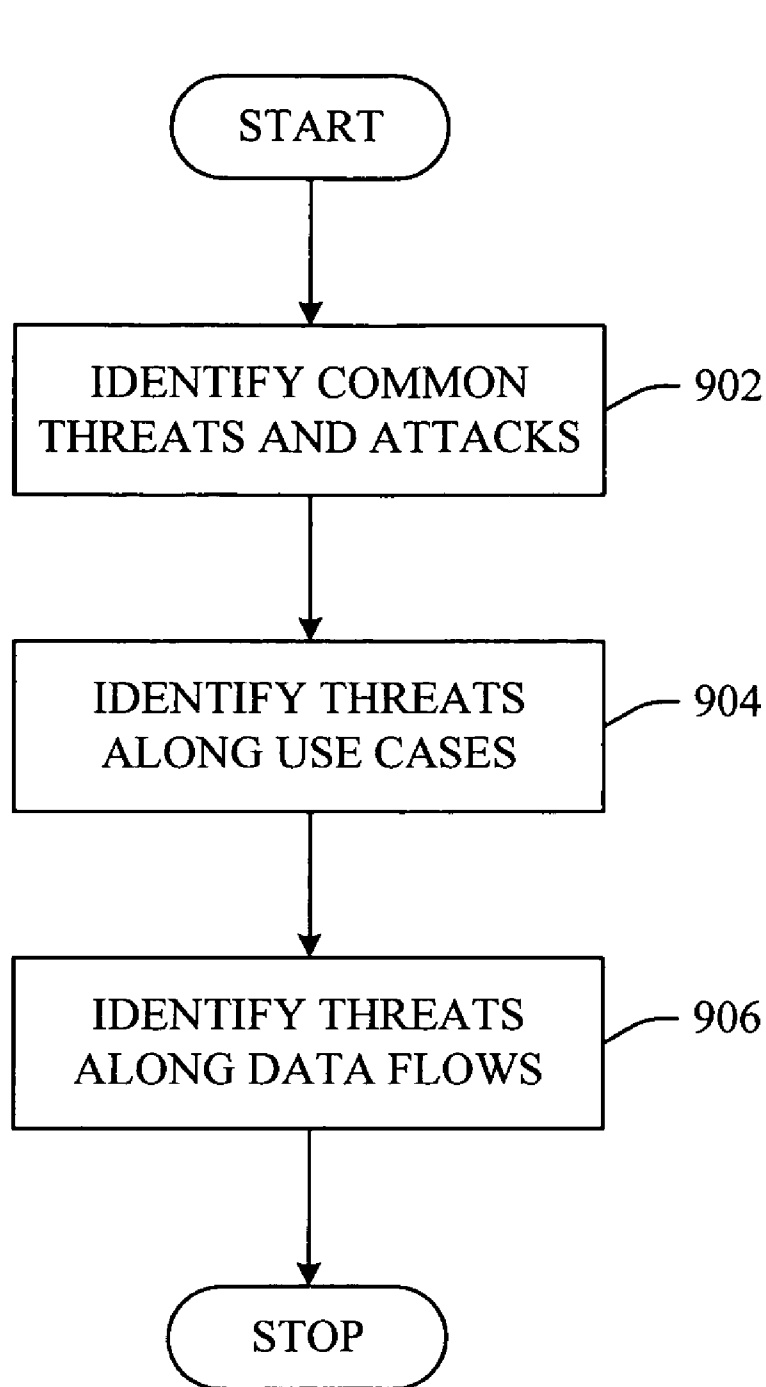 START
IDENTIFY COMMON
THREATS AND ATTACKS
902
IDENTIFY THREATS
ALONG USE CASES
904
IDENTIFY THREATS
ALONG DATA FLOWS
906
STOP